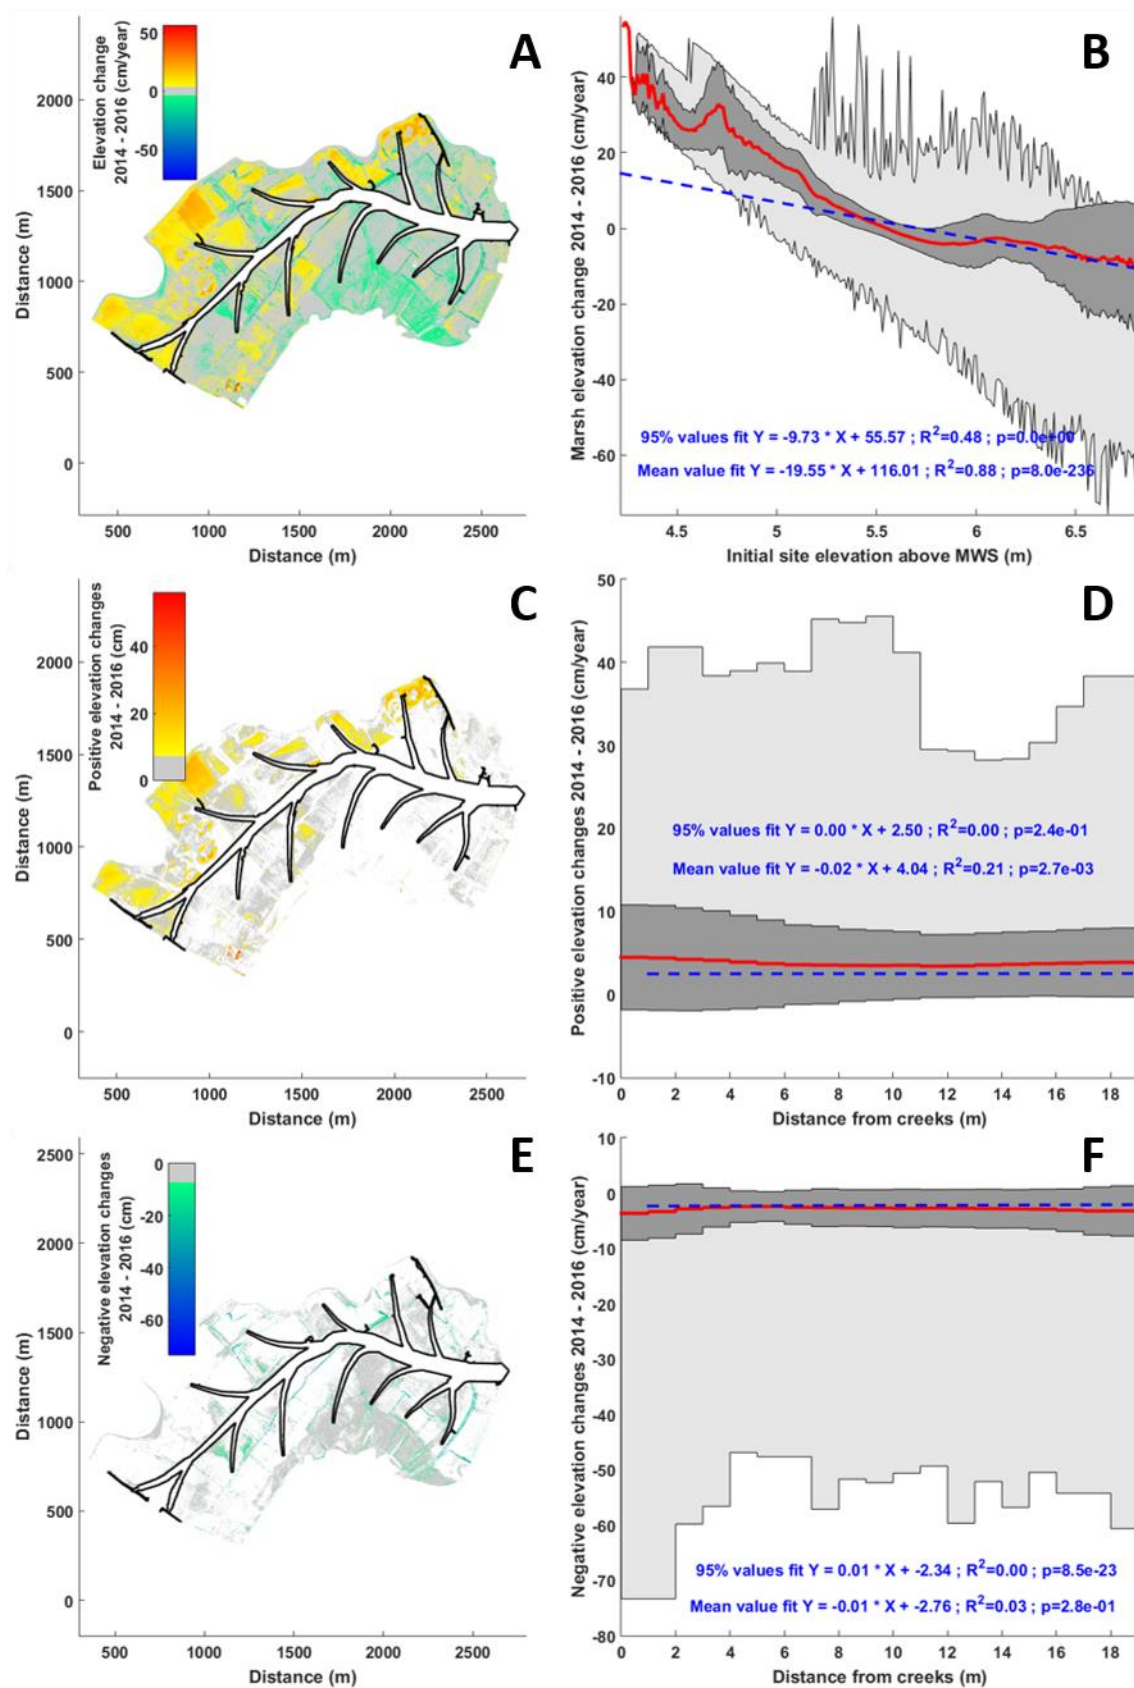 A
Elevation change
2014 - 2016 (cm/year)
50
0
-50
2000
1500
1000
500
0
Distance (m)
500
1000
1500
2000
2500
Distance (m)
B
Marsh elevation change 2014 - 2016 (cm/year)
40
20
0
-20
-40
-60
95% values fit Y = -9.73 * X + 55.57 ; R2=0.48 ; p=0.0e+00
Mean value fit Y = -19.55 * X + 116.01 ; R2=0.88 ; p=8.0e-236
4.5
5
5.5
6
6.5
Initial site elevation above MWS (m)
C
Positive elevation changes
2014 - 2016 (cm)
40
20
0
2000
1500
1000
500
0
Distance (m)
500
1000
1500
2000
2500
Distance (m)
D
Positive elevation changes 2014 - 2016 (cm/year)
50
40
30
20
10
0
-10
95% values fit Y = 0.00 * X + 2.50 ; R2=0.00 ; p=2.4e-01
Mean value fit Y = -0.02 * X + 4.04 ; R2=0.21 ; p=2.7e-03
0
2
4
6
8
10
12
14
16
18
Distance from creeks (m)
E
Negative elevation changes
2014 - 2016 (cm)
0
-20
-40
-60
2500
2000
1500
1000
500
0
Distance (m)
500
1000
1500
2000
2500
Distance (m)
F
Negative elevation changes 2014 - 2016 (cm/year)
10
0
-10
-20
-30
-40
-50
-60
-70
-80
95% values fit Y = 0.01 * X + -2.34 ; R2=0.00 ; p=8.5e-23
Mean value fit Y = -0.01 * X + -2.76 ; R2=0.03 ; p=2.8e-01
0
2
4
6
8
10
12
14
16
18
Distance from creeks (m)